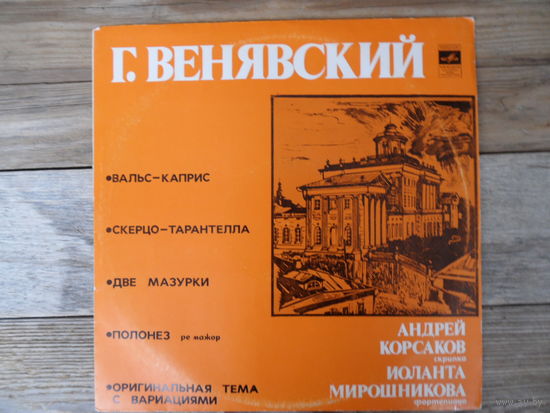 Г. ВЕНЯВСКИЙ
•ВАЛЬС-КАПРИС
•СКЕРЦО-ТАРАНТЕЛЛА
•ДВЕ МАЗУРКИ
•ПОЛОНЕЗ ре мажор
•ОРИГИНАЛЬНАЯ ТЕМА
С ВАРИАЦИЯМИ
АНДРЕЙ
КОРСАКОВ
скрипка
ИОЛАНТА
МИРОШНИКОВА
фортепиано